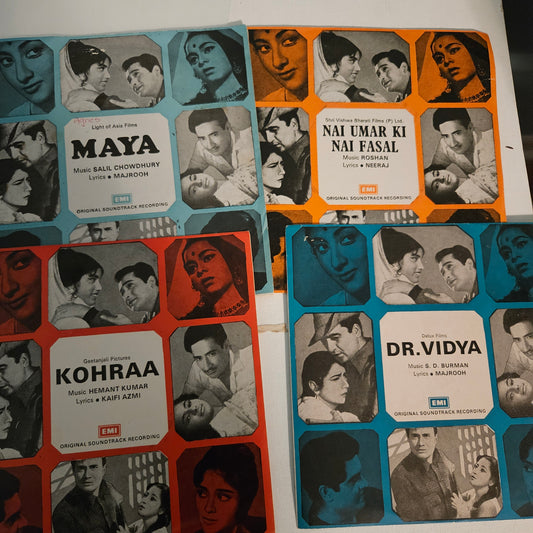 Agnes
Light of Asia Films
MAYA
Music SALIL CHOWDHURY
Lyrics • MAJROOH
EMI
ORIGINAL SOUNDTRACK RECORDING
Shri Vishwa Bharati Films (P) Ltd.
NAI UMAR KI
NAI FASAL
Music • ROSHAN
Lyrics • NEERAJ
EMI
ORIGINAL SOUNDTRACK RECORDING
Geetanjali Pictures
KOHRAA
Music HEMANT KUMAR
Lyrics • KAIFI AZMI
EMI
ORIGINAL SOUNDTRACK RECORDING
Delux Films
DR. VIDYA
Music • S. D. BURMAN
Lyrics • MAJROOH
EMI
ORIGINAL SOUNDTRACK RECORDING